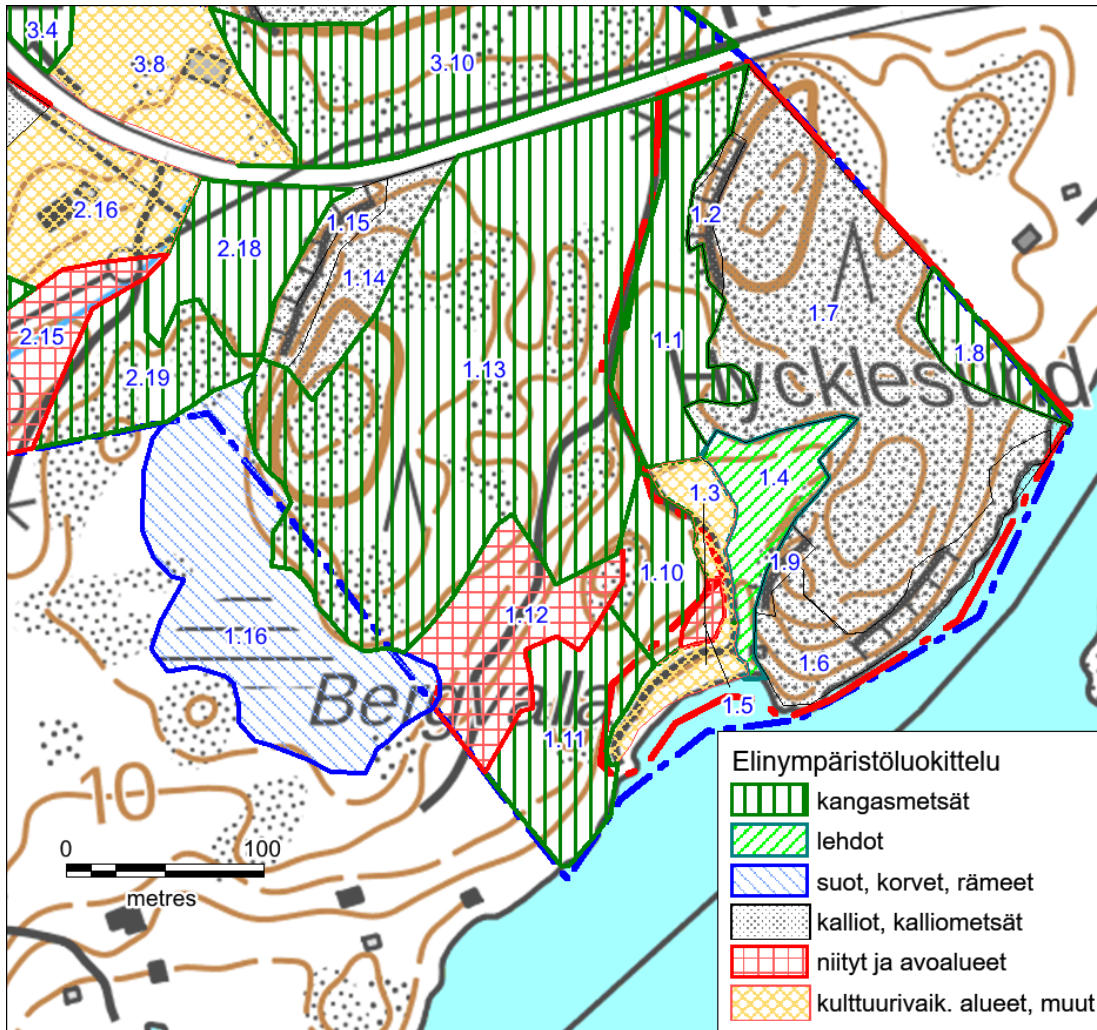 3.4
3.8
3.10
2.16
1.2
1.15
2.18
1.14
1.7
2.15
1.1
1.8
2.19
1.13
Hycklesund
1.4
1.3
1.10
1.9
1.12
1.16
1.6
Bergvalla
1.5
1.11
10
0 100
metres
Elinympäristöluokittelu
kangasmetsät
lehdot
suot, korvet, rämeet
kalliot, kalliometsät
niityt ja avoalueet
kulttuurivaik. alueet, muut